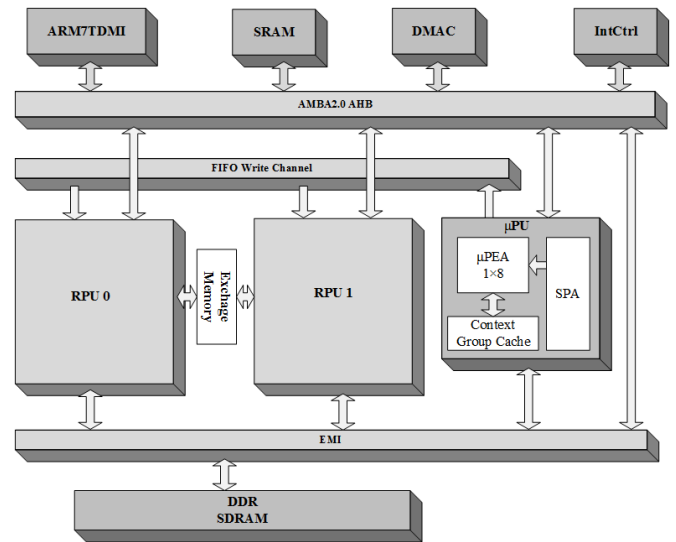 ARM7TDMI
SRAM
DMAC
IntCtrl
AMBA2.0 AHB
FIFO Write Channel
RPU 0
Exchage
Memory
RPU 1
μPU
μPEA
1×8
SPA
Context
Group Cache
EMI
DDR
SDRAM